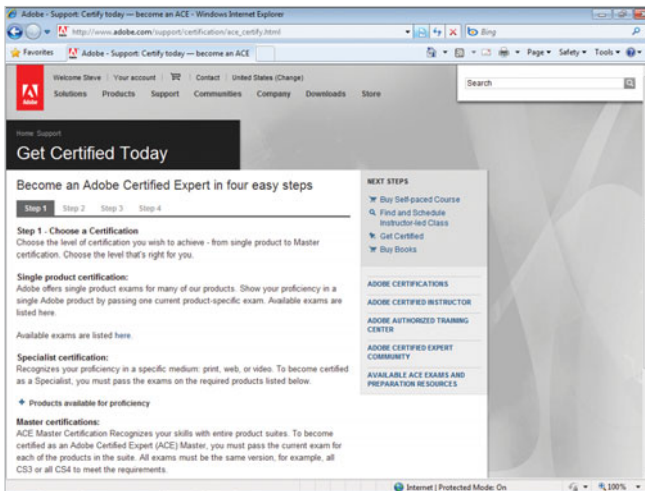 Adobe - Support: Certify today — become an ACE - Windows Internet Explorer
http://www.adobe.com/support/certification/ace_certify.html
Bing
Favorites
Adobe - Support: Certify today — become an ACE
Page
Safety
Tools
Welcome Steve
Your account
Contact
United States (Change)
Search
Adobe
Solutions
Products
Support
Communities
Company
Downloads
Store
Home Support
Get Certified Today
Become an Adobe Certified Expert in four easy steps
Step 1
Step 2
Step 3
Step 4
Step 1 - Choose a Certification
Choose the level of certification you wish to achieve - from single product to Master
certification. Choose the level that's right for you.
Single product certification:
Adobe offers single product exams for many of our products. Show your proficiency in a
single Adobe product by passing one current product-specific exam. Available exams are
listed here.
Available exams are listed here.
Specialist certification:
Recognizes your proficiency in a specific medium: print, web, or video. To become certified
as a Specialist, you must pass the exams on the required products listed below.
Products available for proficiency
Master certifications:
ACE Master Certification Recognizes your skills with entire product suites. To become
certified as an Adobe Certified Expert (ACE) Master, you must pass the current exam for
each of the products in the suite. All exams must be the same version, for example, all
CS3 or all CS4 to meet the requirements.
NEXT STEPS
Buy Self-paced Course
Find and Schedule
Instructor-led Class
Get Certified
Buy Books
ADOBE CERTIFICATIONS
ADOBE CERTIFIED INSTRUCTOR
ADOBE AUTHORIZED TRAINING
CENTER
ADOBE CERTIFIED EXPERT
COMMUNITY
AVAILABLE ACE EXAMS AND
PREPARATION RESOURCES
Internet | Protected Mode: On
100%